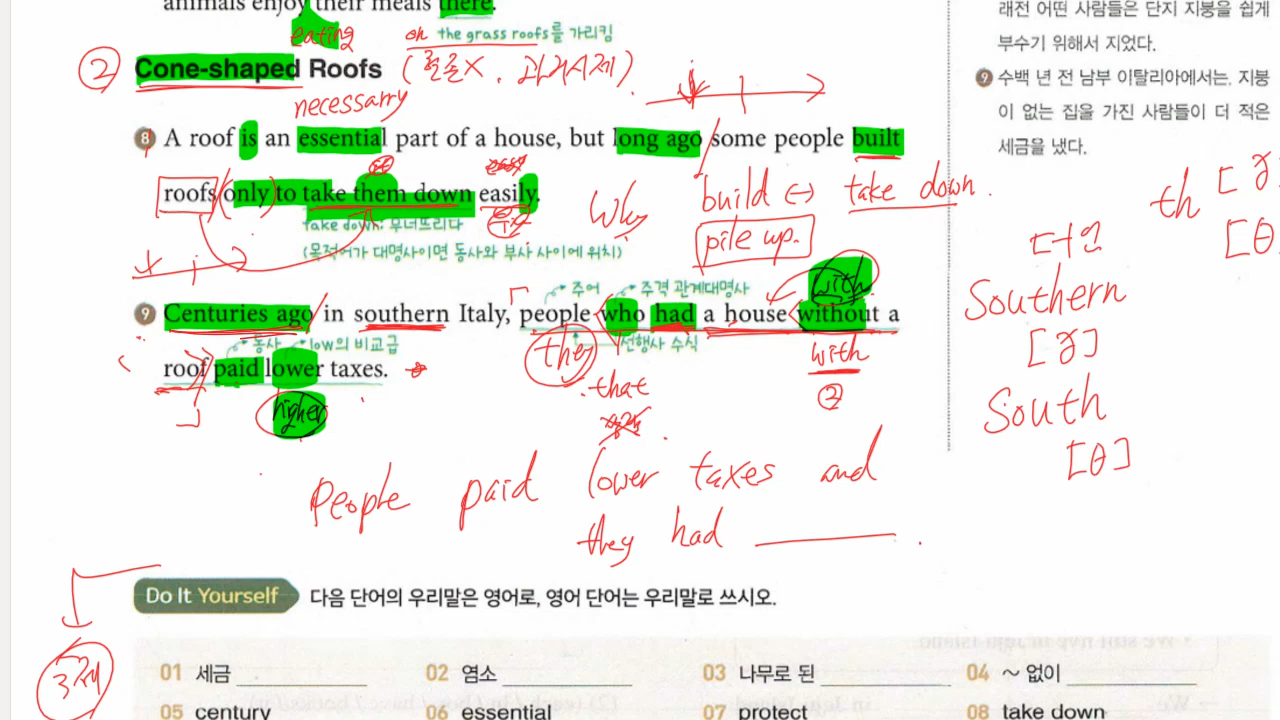 animals enjoy their meals there.
eating
on the grass roofs를 가리킴
② Cone-shaped Roofs (현완X, 과거시제)
necessarry
8 A roof is an essential part of a house, but long ago some people built
roofs only to take them down easily.
take down: 무너뜨리다
(목적어가 대명사이면 동사와 부사 사이에 위치)
Why
build ↔ take down.
pile up.
with
주어 주격 관계대명사
9 Centuries ago in southern Italy, people who had a house without a
동사 low의 비교급 they 선행사 수식 with
roof paid lower taxes.
higher
that
②
People paid lower taxes and
they had ______.
Do It Yourself 다음 단어의 우리말은 영어로, 영어 단어는 우리말로 쓰시오.
01 세금 02 염소 03 나무로 된 04 ~ 없이
05 century 06 essential 07 protect 08 take down
래전 어떤 사람들은 단지 지붕을 쉽게
부수기 위해서 지었다.
9 수백 년 전 남부 이탈리아에서는, 지붕
이 없는 집을 가진 사람들이 더 적은
세금을 냈다.
th
[θ]
Southern
South
[θ]